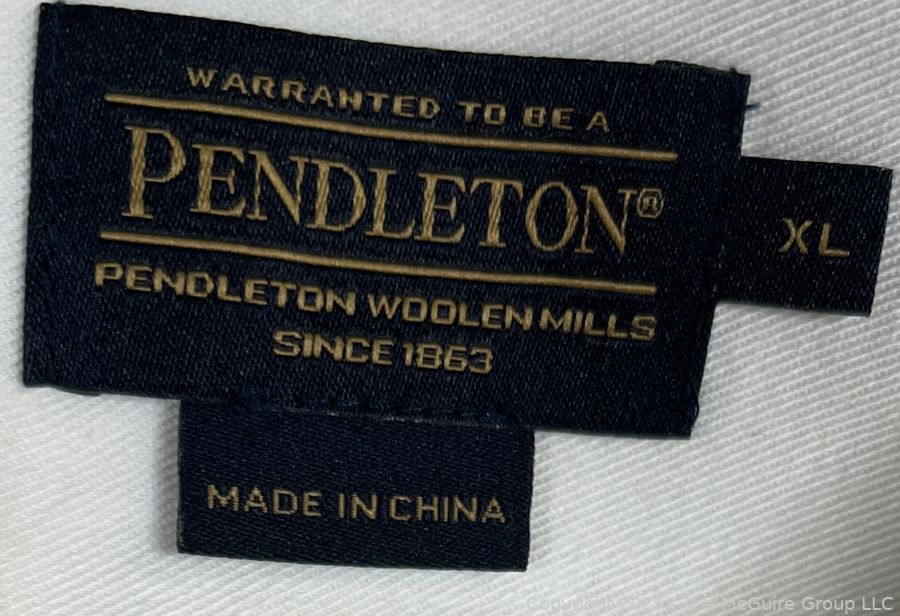 WARRANTED TO BE A
PENDLETON®
PENDLETON WOOLEN MILLS
SINCE 1863
XL
MADE IN CHINA
McGuire Group LLC